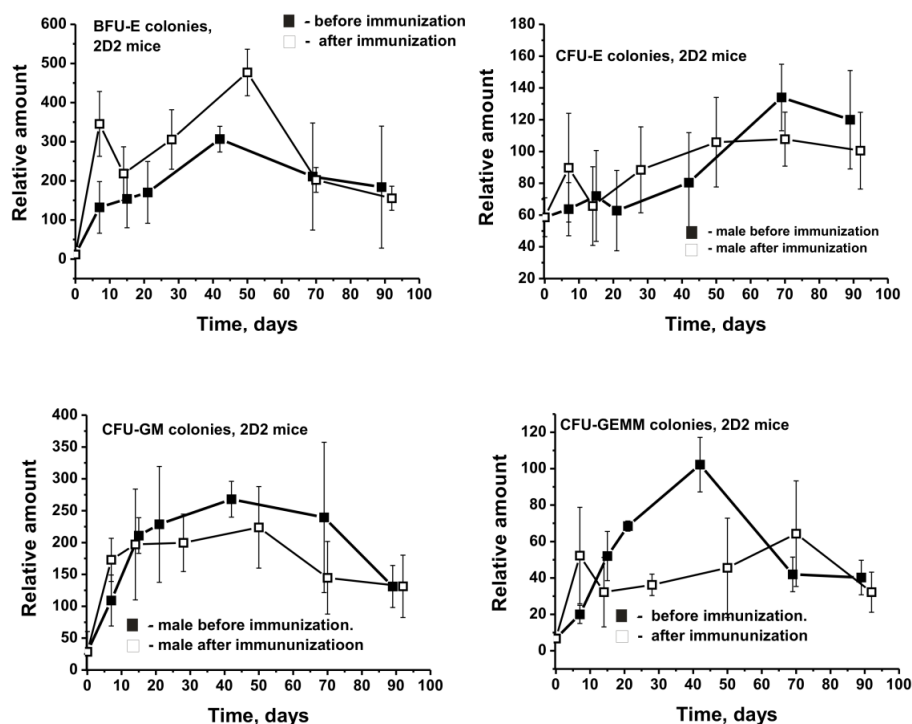 BFU-E colonies,
2D2 mice
- before immunization
- after immunization
Relative amount
600
500
400
300
200
100
0
0 10 20 30 40 50 60 70 80 90 100
Time, days
CFU-E colonies, 2D2 mice
Relative amount
180
160
140
120
100
80
60
40
20
- male before immunization
- male after immunization
0 10 20 30 40 50 60 70 80 90 100
Time, days
CFU-GM colonies, 2D2 mice
Relative amount
400
350
300
250
200
150
100
50
0
- male before immunization.
- male after immununizatioon
0 10 20 30 40 50 60 70 80 90 100
Time, days
CFU-GEMM colonies, 2D2 mice
Relative amount
120
100
80
60
40
20
0
- before immunization.
- after immununization
0 10 20 30 40 50 60 70 80 90 100
Time, days